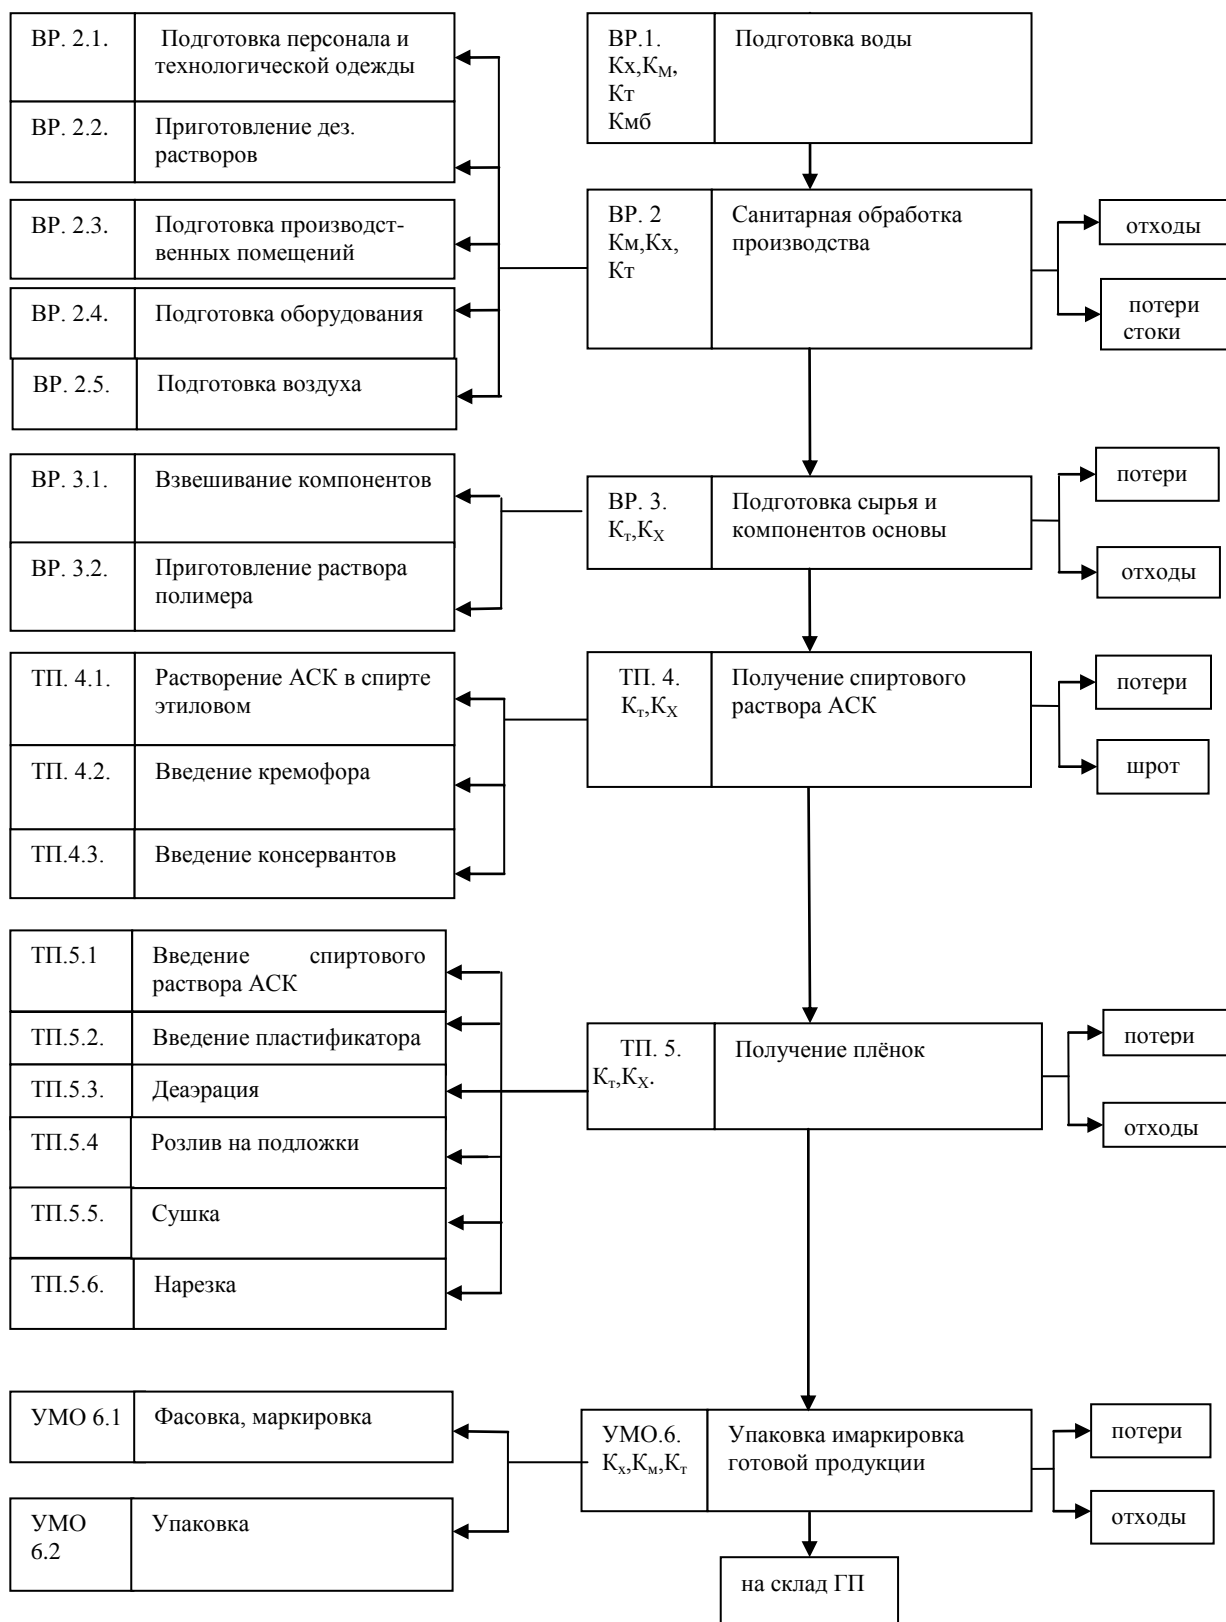 ВР. 2.1.
Подготовка персонала и
технологической одежды
ВР. 2.2.
Приготовление дез.
растворов
ВР. 2.3.
Подготовка производст-
венных помещений
ВР. 2.4.
Подготовка оборудования
ВР. 2.5.
Подготовка воздуха
ВР.1.
Кх,КМ,
Кт
Кмб
Подготовка воды
ВР. 2
Км,Кх,
Кт
Санитарная обработка
производства
отходы
потери
стоки
ВР. 3.1.
Взвешивание компонентов
ВР. 3.2.
Приготовление раствора
полимера
ВР. 3.
Кт,КХ
Подготовка сырья и
компонентов основы
потери
отходы
ТП. 4.1.
Растворение АСК в спирте
этиловом
ТП. 4.2.
Введение кремофора
ТП.4.3.
Введение консервантов
ТП. 4.
Кт,КХ
Получение спиртового
раствора АСК
потери
шрот
ТП.5.1
Введение спиртового
раствора АСК
ТП.5.2.
Введение пластификатора
ТП.5.3.
Деаэрация
ТП.5.4
Розлив на подложки
ТП.5.5.
Сушка
ТП.5.6.
Нарезка
ТП. 5.
Кт,КХ.
Получение плёнок
потери
отходы
УМО 6.1
Фасовка, маркировка
УМО
6.2
Упаковка
УМО.6.
Кх,Км,Кт
Упаковка имаркировка
готовой продукции
потери
отходы
на склад ГП